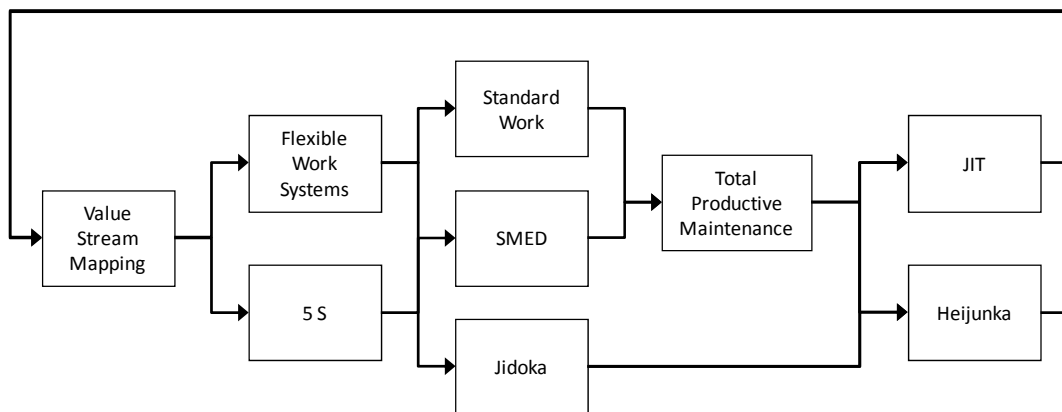 Value
Stream
Mapping
Flexible
Work
Systems
5 S
Standard
Work
SMED
Jidoka
Total
Productive
Maintenance
JIT
Heijunka